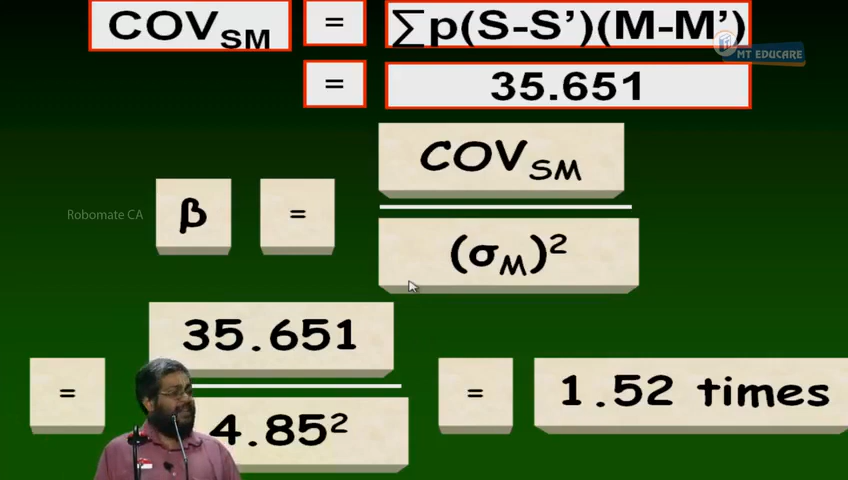 COVSM = ∑p(S-S’)(M-M’)
MT EDUCARE
= 35.651
COVSM
Robomate CA
β =
(σM)²
35.651
= = 1.52 times
4.85²